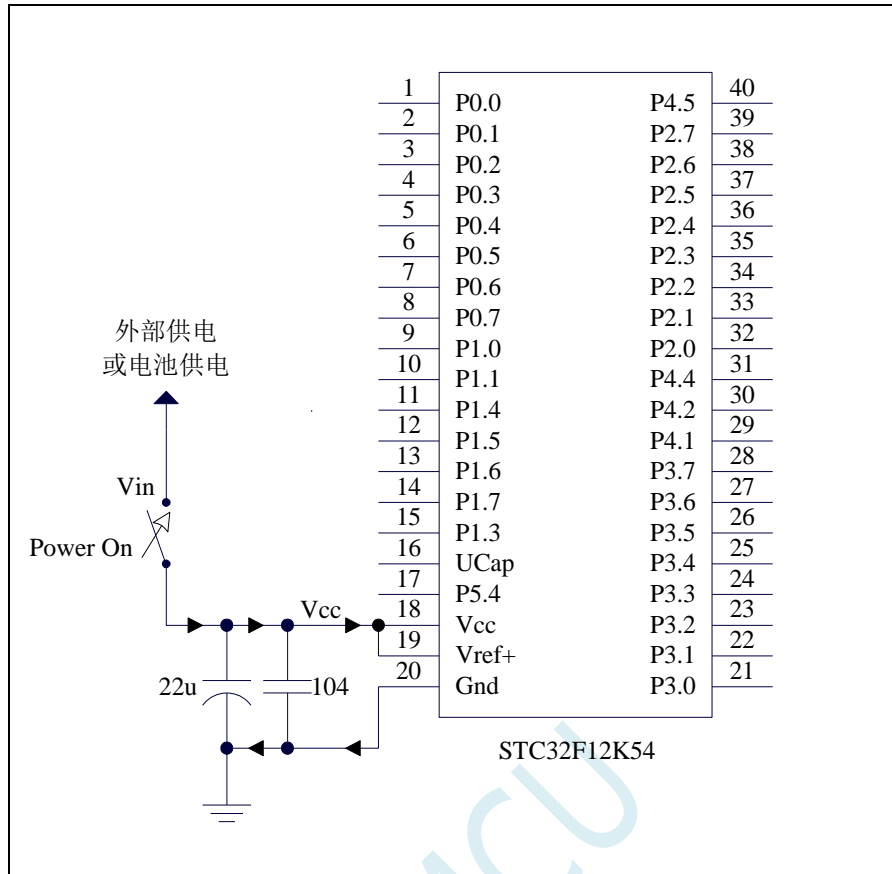 1 P0.0 P4.5 40
2 P0.1 P2.7 39
3 P0.2 P2.6 38
4 P0.3 P2.5 37
5 P0.4 P2.4 36
6 P0.5 P2.3 35
7 P0.6 P2.2 34
8 P0.7 P2.1 33
9 P1.0 P2.0 32
10 P1.1 P4.4 31
11 P1.4 P4.2 30
12 P1.5 P4.1 29
13 P1.6 P3.7 28
14 P1.7 P3.6 27
15 P1.3 P3.5 26
16 UCap P3.4 25
17 P5.4 P3.3 24
18 Vcc P3.2 23
19 Vref+ P3.1 22
20 Gnd P3.0 21
外部供电
或电池供电
Vin
Power On
Vcc
22u 104
STC32F12K54
MCU